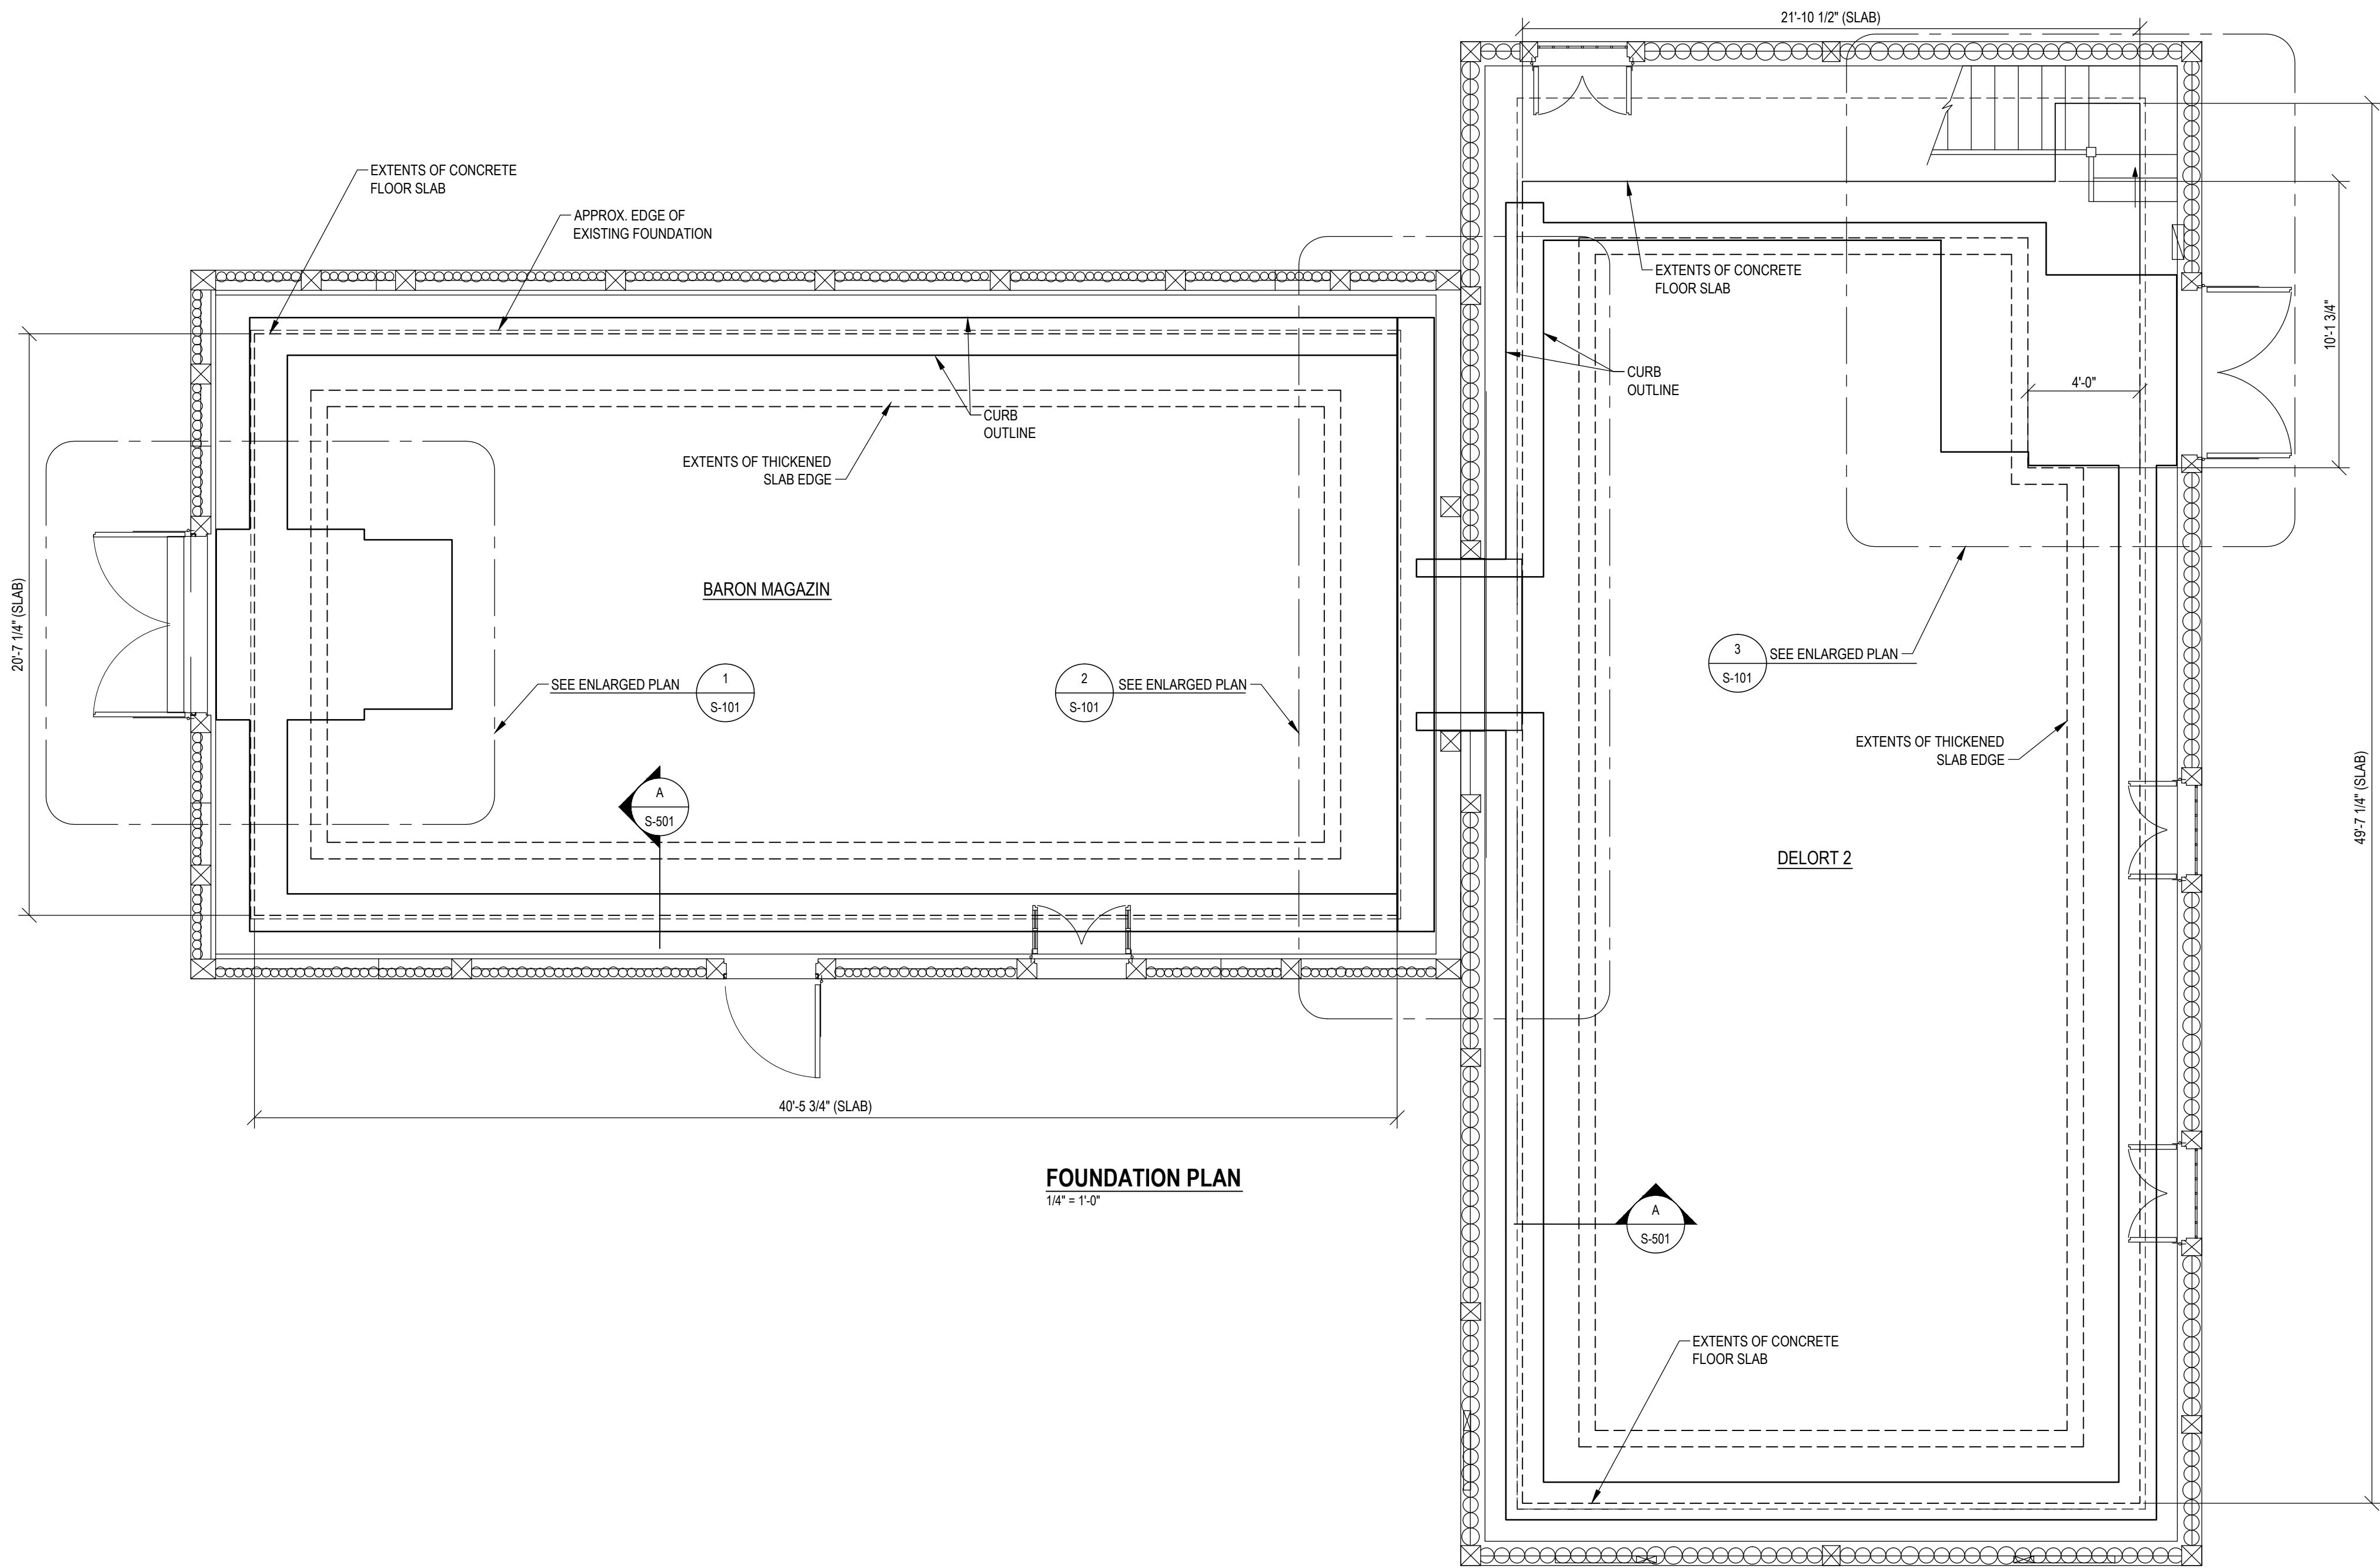 21'-10 1/2" (SLAB)
EXTENTS OF CONCRETE
FLOOR SLAB
APPROX. EDGE OF
EXISTING FOUNDATION
EXTENTS OF CONCRETE
FLOOR SLAB
10'-1 3/4"
CURB
OUTLINE
4'-0"
CURB
OUTLINE
EXTENTS OF THICKENED
SLAB EDGE
20'-7 1/4" (SLAB)
BARON MAGAZIN
SEE ENLARGED PLAN
1
S-101
2
S-101
SEE ENLARGED PLAN
3
S-101
SEE ENLARGED PLAN
EXTENTS OF THICKENED
SLAB EDGE
49'-7 1/4" (SLAB)
A
S-501
DELORT 2
40'-5 3/4" (SLAB)
FOUNDATION PLAN
1/4" = 1'-0"
A
S-501
EXTENTS OF CONCRETE
FLOOR SLAB